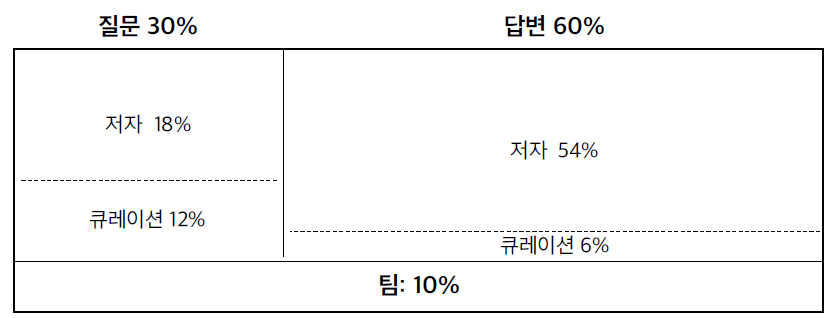 질문 30%
답변 60%
저자 18%
저자 54%
큐레이션 12%
큐레이션 6%
팀: 10%